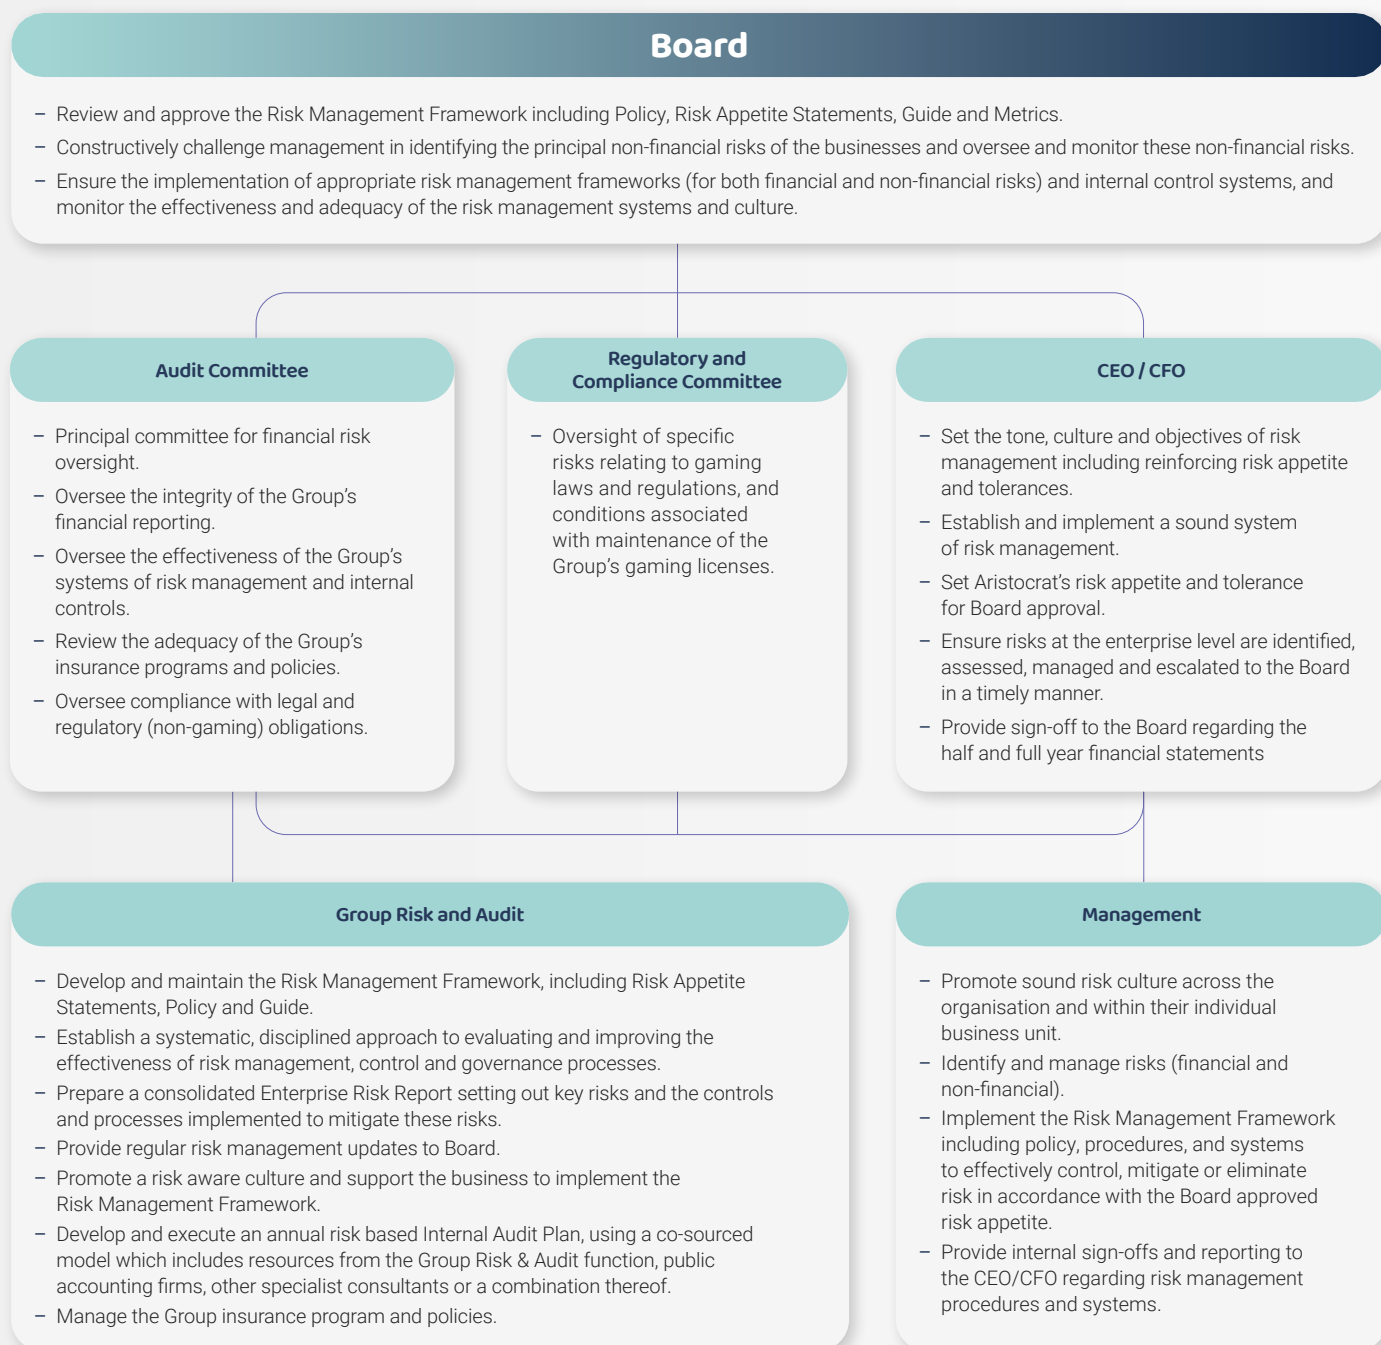 Board
– Review and approve the Risk Management Framework including Policy, Risk Appetite Statements, Guide and Metrics.
– Constructively challenge management in identifying the principal non-financial risks of the businesses and oversee and monitor these non-financial risks.
– Ensure the implementation of appropriate risk management frameworks (for both financial and non-financial risks) and internal control systems, and
monitor the effectiveness and adequacy of the risk management systems and culture.
Audit Committee
– Principal committee for financial risk
oversight.
– Oversee the integrity of the Group's
financial reporting.
– Oversee the effectiveness of the Group's
systems of risk management and internal
controls.
– Review the adequacy of the Group's
insurance programs and policies.
– Oversee compliance with legal and
regulatory (non-gaming) obligations.
Regulatory and
Compliance Committee
– Oversight of specific
risks relating to gaming
laws and regulations, and
conditions associated
with maintenance of the
Group's gaming licenses.
CEO / CFO
– Set the tone, culture and objectives of risk
management including reinforcing risk appetite
and tolerances.
– Establish and implement a sound system
of risk management.
– Set Aristocrat's risk appetite and tolerance
for Board approval.
– Ensure risks at the enterprise level are identified,
assessed, managed and escalated to the Board
in a timely manner.
– Provide sign-off to the Board regarding the
half and full year financial statements
Group Risk and Audit
– Develop and maintain the Risk Management Framework, including Risk Appetite
Statements, Policy and Guide.
– Establish a systematic, disciplined approach to evaluating and improving the
effectiveness of risk management, control and governance processes.
– Prepare a consolidated Enterprise Risk Report setting out key risks and the controls
and processes implemented to mitigate these risks.
– Provide regular risk management updates to Board.
– Promote a risk aware culture and support the business to implement the
Risk Management Framework.
– Develop and execute an annual risk based Internal Audit Plan, using a co-sourced
model which includes resources from the Group Risk & Audit function, public
accounting firms, other specialist consultants or a combination thereof.
– Manage the Group insurance program and policies.
Management
– Promote sound risk culture across the
organisation and within their individual
business unit.
– Identify and manage risks (financial and
non-financial).
– Implement the Risk Management Framework
including policy, procedures, and systems
to effectively control, mitigate or eliminate
risk in accordance with the Board approved
risk appetite.
– Provide internal sign-offs and reporting to
the CEO/CFO regarding risk management
procedures and systems.